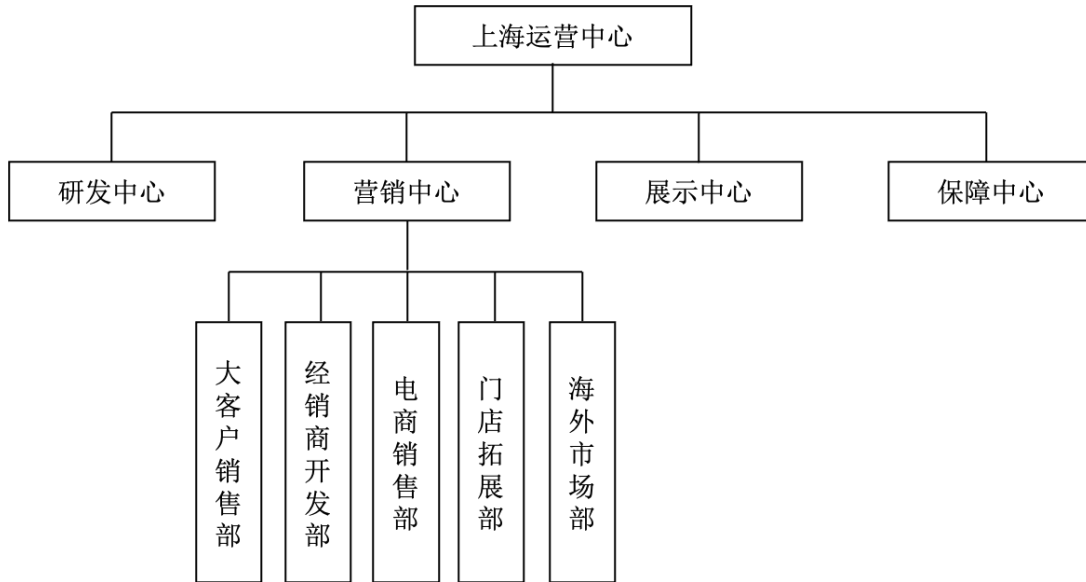 上海运营中心
研发中心
营销中心
展示中心
保障中心
大客户销售部
经销商开发部
电商销售部
门店拓展部
海外市场部